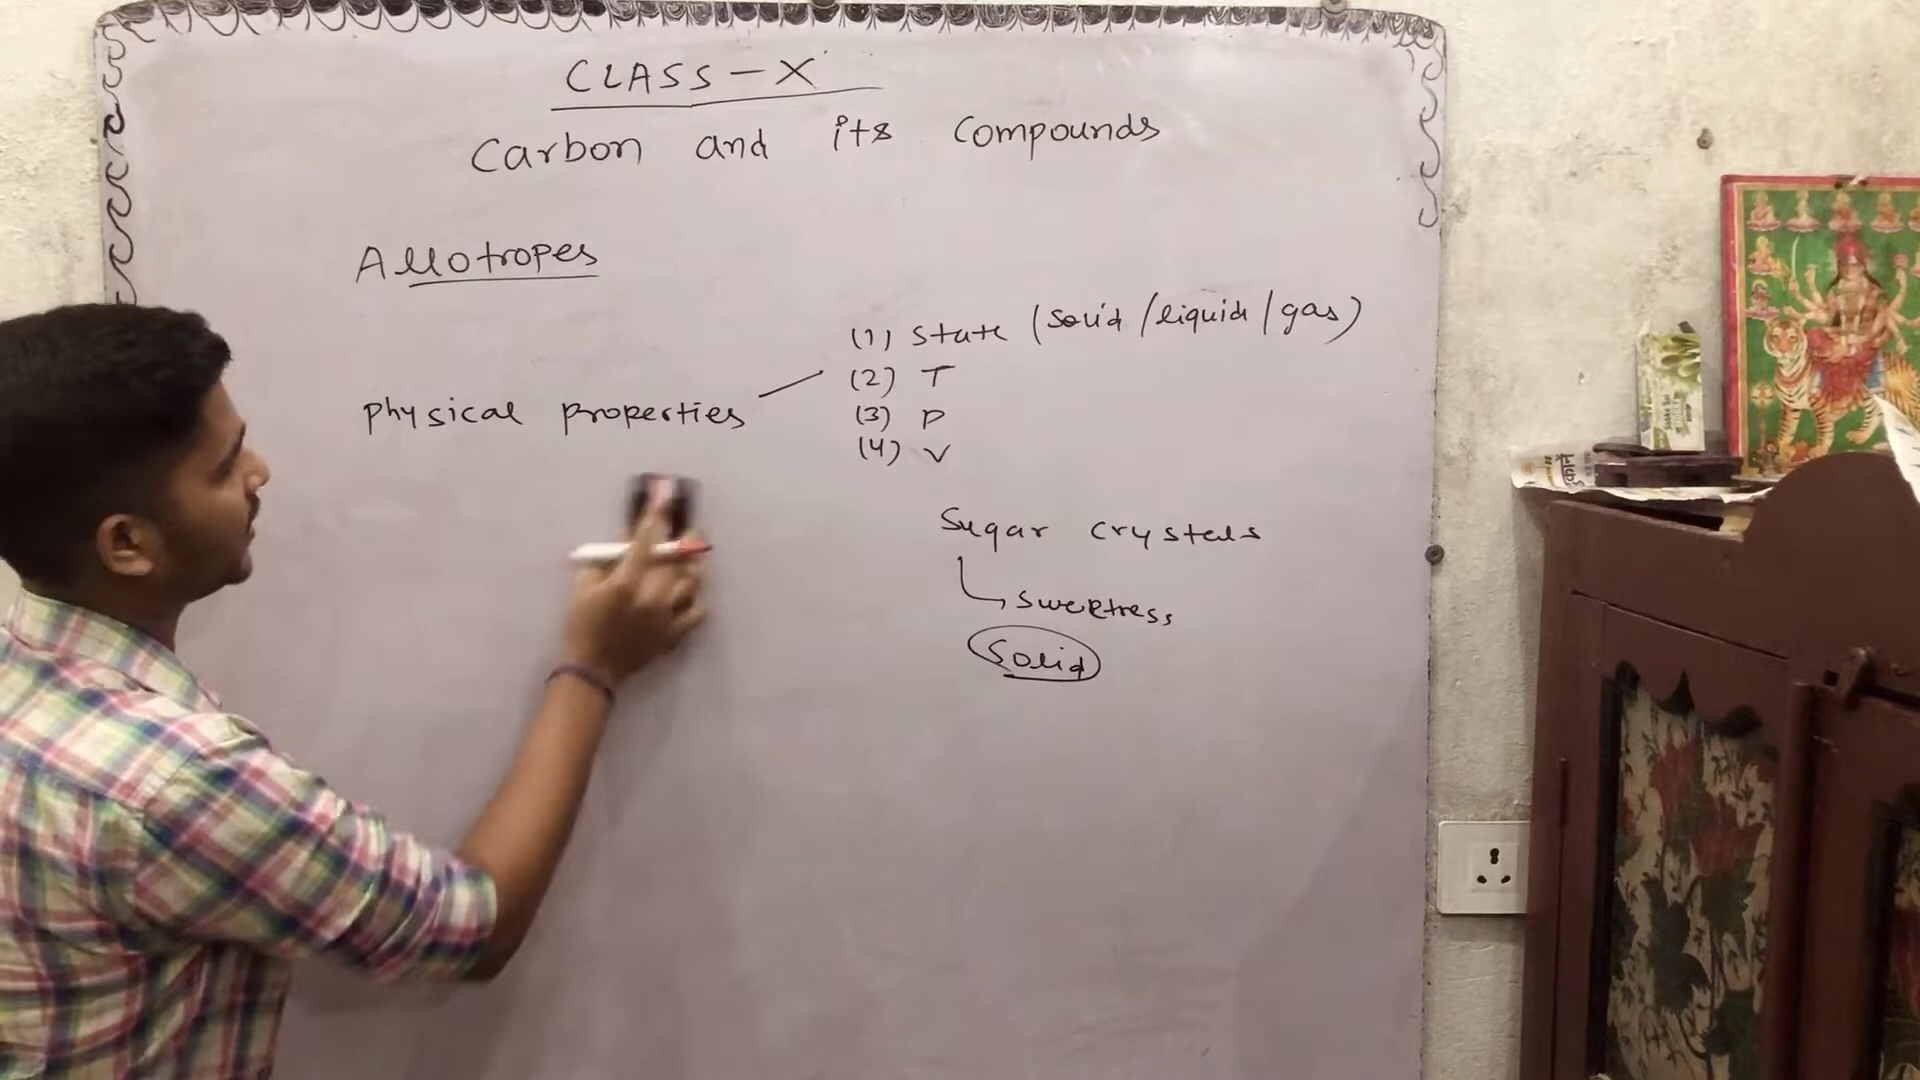 CLASS - X
Carbon and its Compounds
Allotropes
Physical properties
(1) State (Solid/liquid/gas)
(2) T
(3) P
(4) V
Sugar crystals
Sweetness
Solid